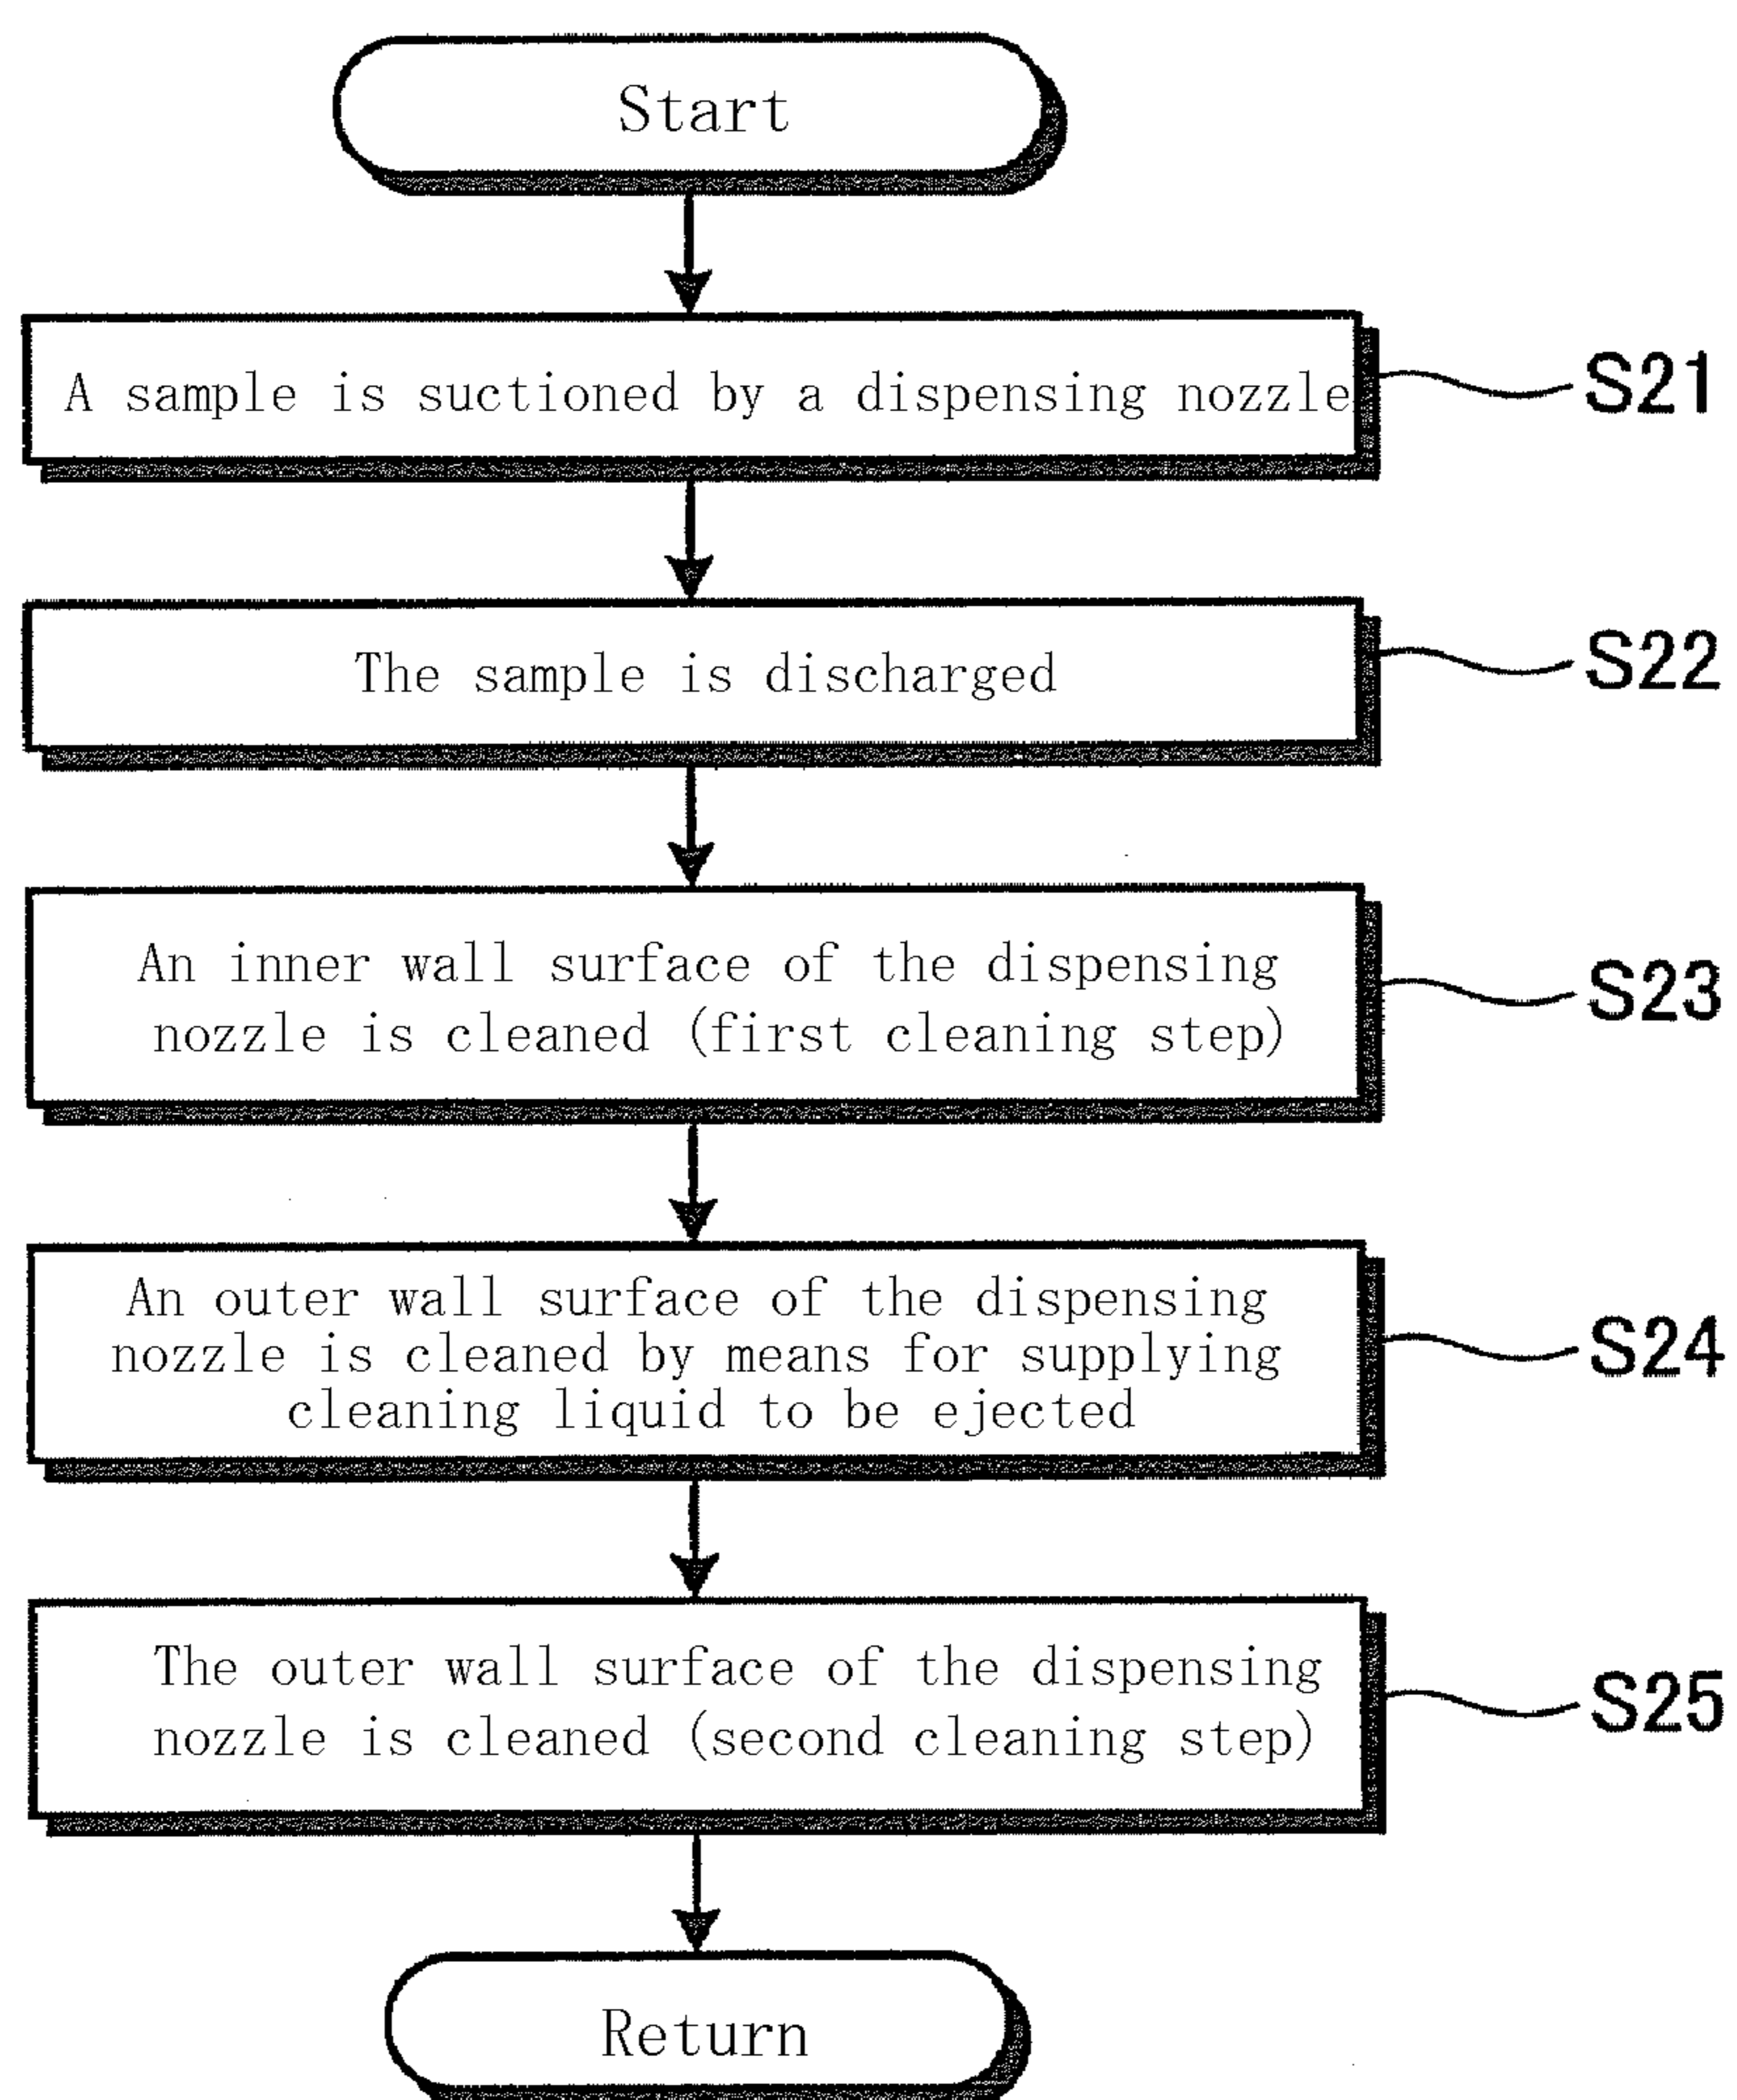 Start
A sample is suctioned by a dispensing nozzle
S21
The sample is discharged
S22
An inner wall surface of the dispensing
nozzle is cleaned (first cleaning step)
S23
An outer wall surface of the dispensing
nozzle is cleaned by means for supplying
cleaning liquid to be ejected
S24
The outer wall surface of the dispensing
nozzle is cleaned (second cleaning step)
S25
Return